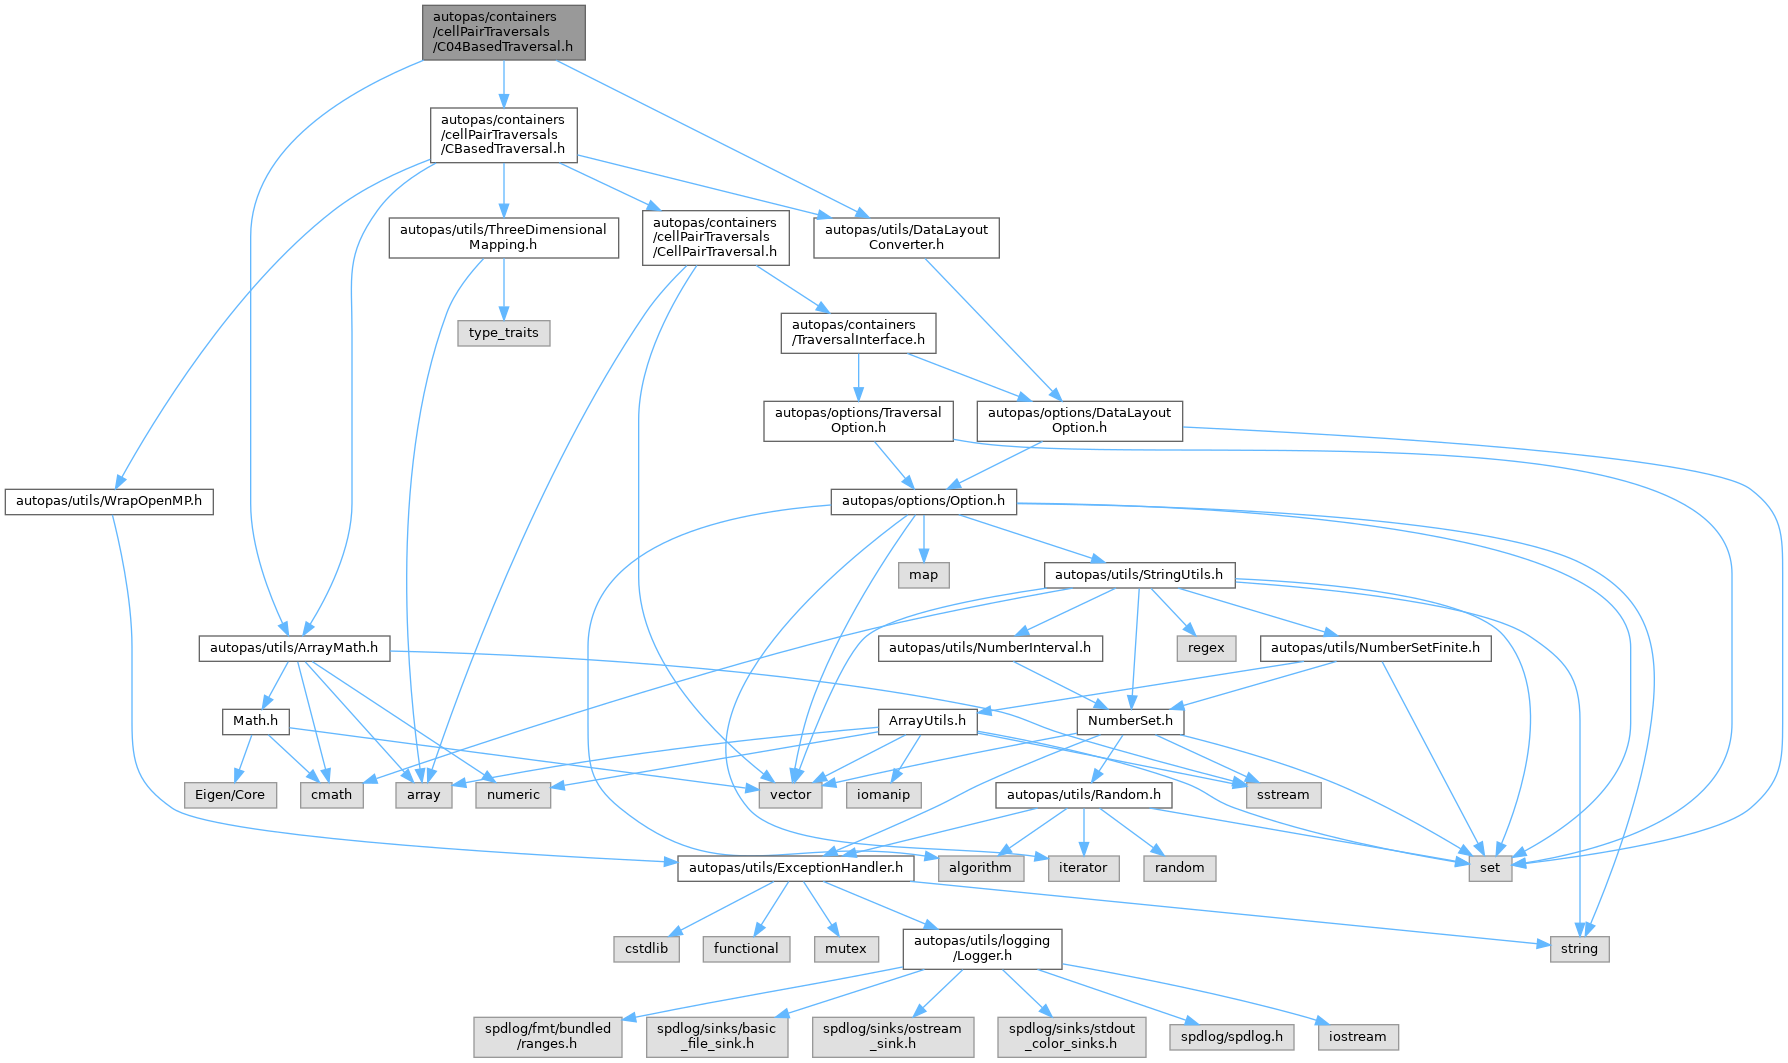 autopas/containers
/cellPairTraversals
/C04BasedTraversal.h
autopas/containers
/cellPairTraversals
/CBasedTraversal.h
autopas/utils/ThreeDimensional
Mapping.h
autopas/containers
/cellPairTraversals
/CellPairTraversal.h
autopas/utils/DataLayout
Converter.h
type_traits
autopas/containers
/TraversalInterface.h
autopas/options/Traversal
Option.h
autopas/options/DataLayout
Option.h
autopas/utils/WrapOpenMP.h
autopas/options/Option.h
map
autopas/utils/StringUtils.h
autopas/utils/ArrayMath.h
autopas/utils/NumberInterval.h
regex
autopas/utils/NumberSetFinite.h
Math.h
ArrayUtils.h
NumberSet.h
Eigen/Core
cmath
array
numeric
vector
iomanip
autopas/utils/Random.h
sstream
autopas/utils/ExceptionHandler.h
algorithm
iterator
random
set
cstdlib
functional
mutex
autopas/utils/logging
/Logger.h
string
spdlog/fmt/bundled
/ranges.h
spdlog/sinks/basic
_file_sink.h
spdlog/sinks/ostream
_sink.h
spdlog/sinks/stdout
_color_sinks.h
spdlog/spdlog.h
iostream